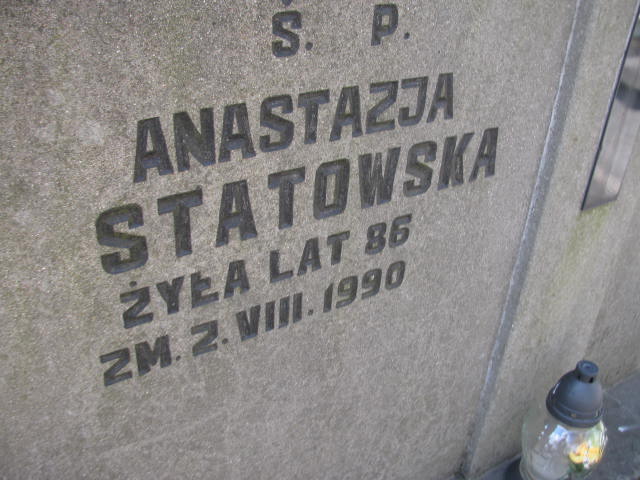 Ś. P.
ANASTAZJA
STATOWSKA
ŻYŁA LAT 86
ZM. 2. VIII. 1990